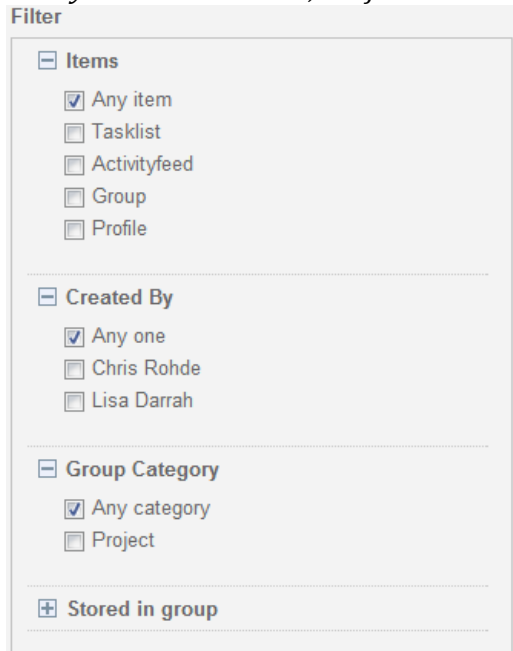 Filter
Items
Any item
Tasklist
Activityfeed
Group
Profile
Created By
Any one
Chris Rohde
Lisa Darrah
Group Category
Any category
Project
Stored in group